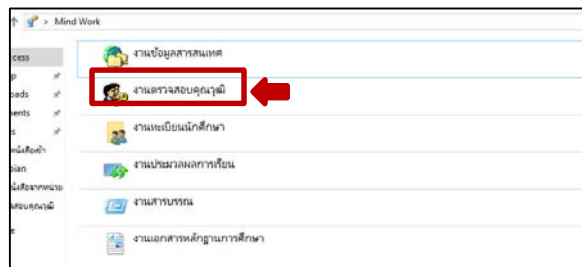 Mind Work
งานข้อมูลสารสนเทศ
งานตรวจสอบคุณวุฒิ
งานทะเบียนนักศึกษา
งานประมวลผลการเรียน
งานสารบรรณ
งานเอกสารหลักฐานการศึกษา
cess
p
oads
ents
s
bian